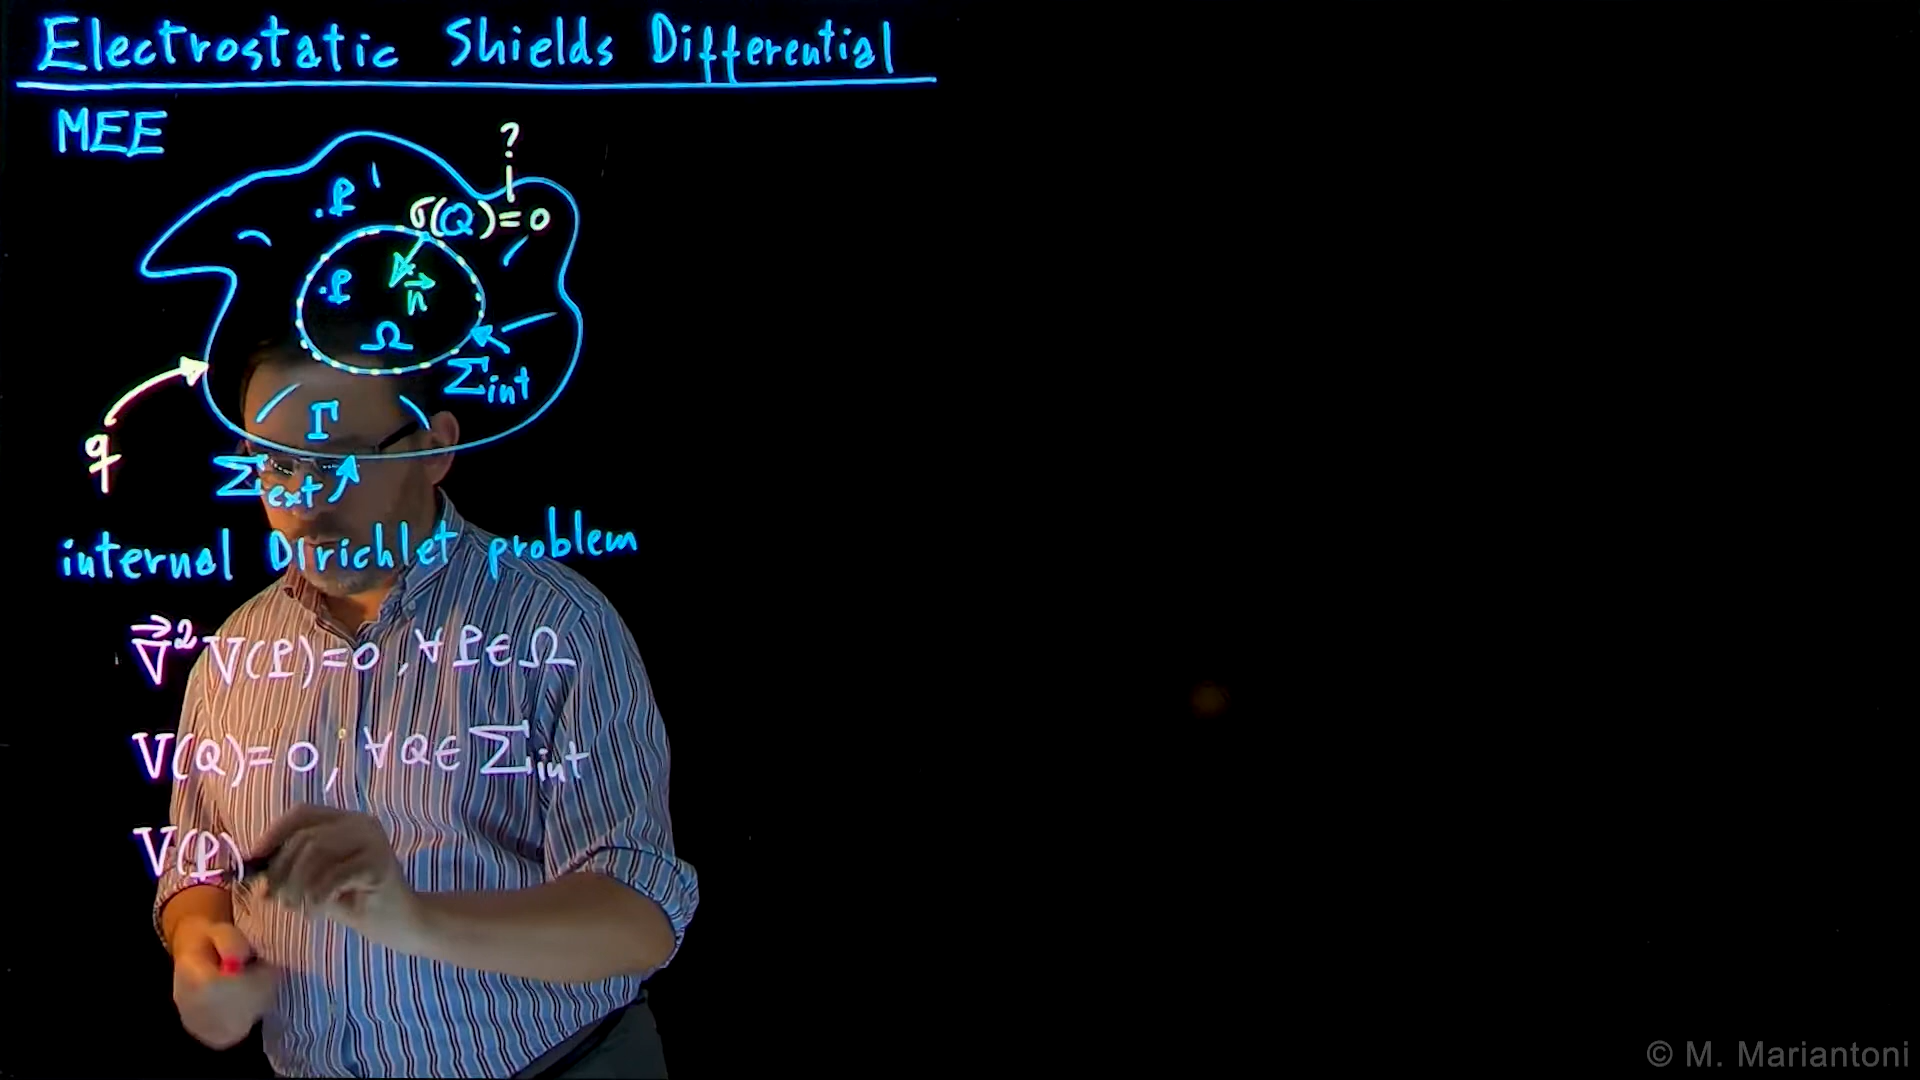 Electrostatic Shields Differential
MEE
?
.P
σ(Q)=0
.P
n⃗
Ω
Σint
Γ
q
Σext
internal Dirichlet problem
∇⃗²V(P)=0, ∀P∈Ω
V(Q)=0, ∀Q∈Σint
V(P)
© M. Mariantoni